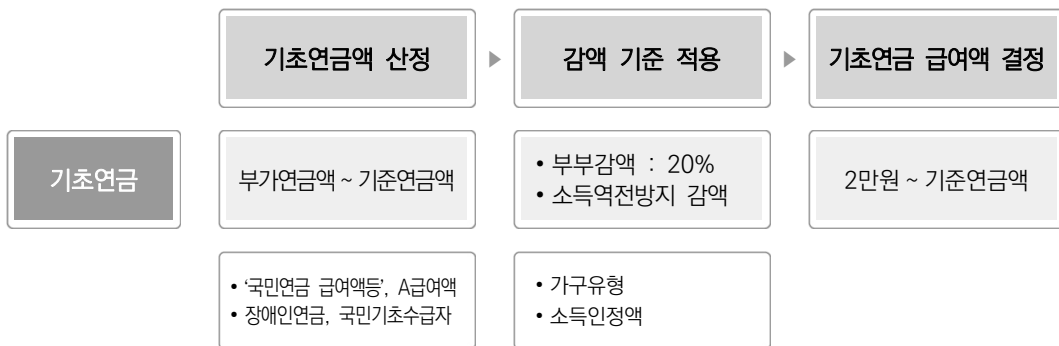 기초연금액 산정
감액 기준 적용
기초연금 급여액 결정
기초연금
부가연금액 ~ 기준연금액
• 부부감액 : 20%
• 소득역전방지 감액
2만원 ~ 기준연금액
• ‘국민연금 급여액등’, A급여액
• 장애인연금, 국민기초수급자
• 가구유형
• 소득인정액